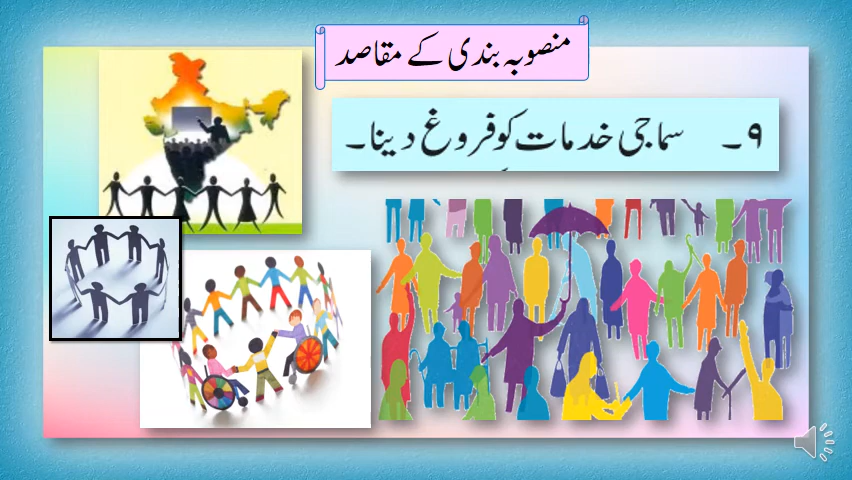 منصوبہ بندی کے مقاصد
۹۔ سماجی خدمات کو فروغ دینا۔